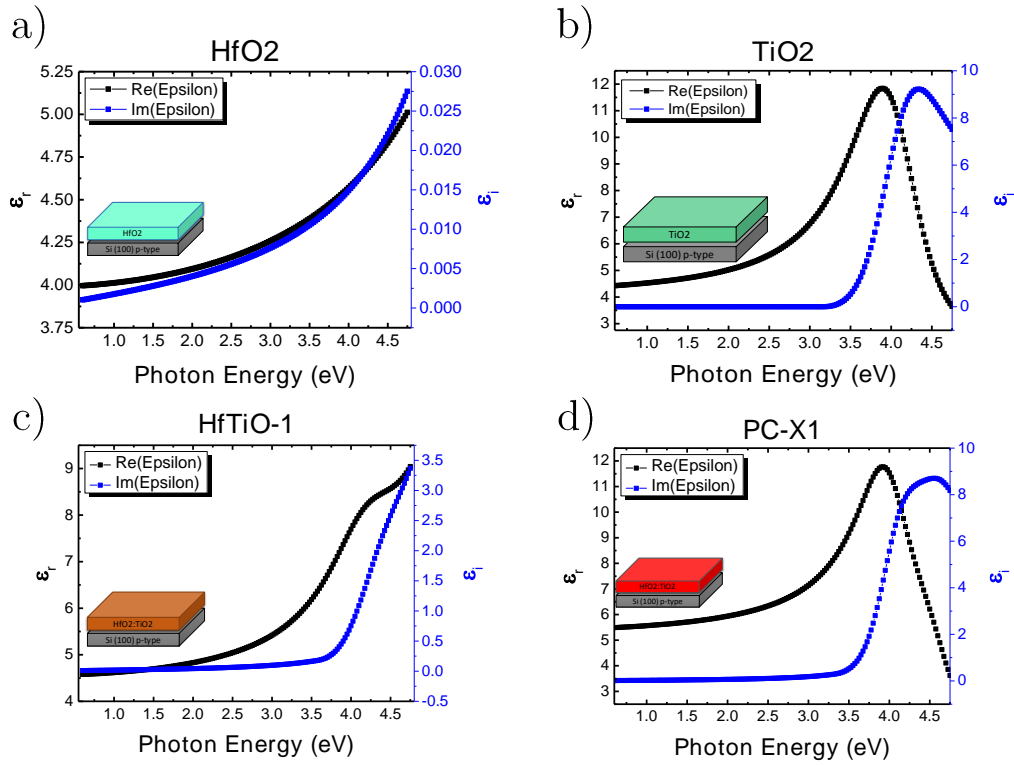 a)
HfO2
5.25
5.00
4.75
4.50
4.25
4.00
3.75
εr
Re(Epsilon)
Im(Epsilon)
HfO2
Si (100) p-type
0.030
0.025
0.020
0.015
0.010
0.005
0.000
εi
1.0 1.5 2.0 2.5 3.0 3.5 4.0 4.5
Photon Energy (eV)
b)
TiO2
12
11
10
9
8
7
6
5
4
3
εr
Re(Epsilon)
Im(Epsilon)
TiO2
Si (100) p-type
10
8
6
4
2
0
εi
1.0 1.5 2.0 2.5 3.0 3.5 4.0 4.5
Photon Energy (eV)
c)
HfTiO-1
9
8
7
6
5
4
εr
Re(Epsilon)
Im(Epsilon)
HfO2:TiO2
Si (100) p-type
3.5
3.0
2.5
2.0
1.5
1.0
0.5
0.0
-0.5
εi
1.0 1.5 2.0 2.5 3.0 3.5 4.0 4.5
Photon Energy (eV)
d)
PC-X1
12
11
10
9
8
7
6
5
4
3
εr
Re(Epsilon)
Im(Epsilon)
HfO2:TiO2
Si (100) p-type
10
8
6
4
2
0
εi
1.0 1.5 2.0 2.5 3.0 3.5 4.0 4.5
Photon Energy (eV)